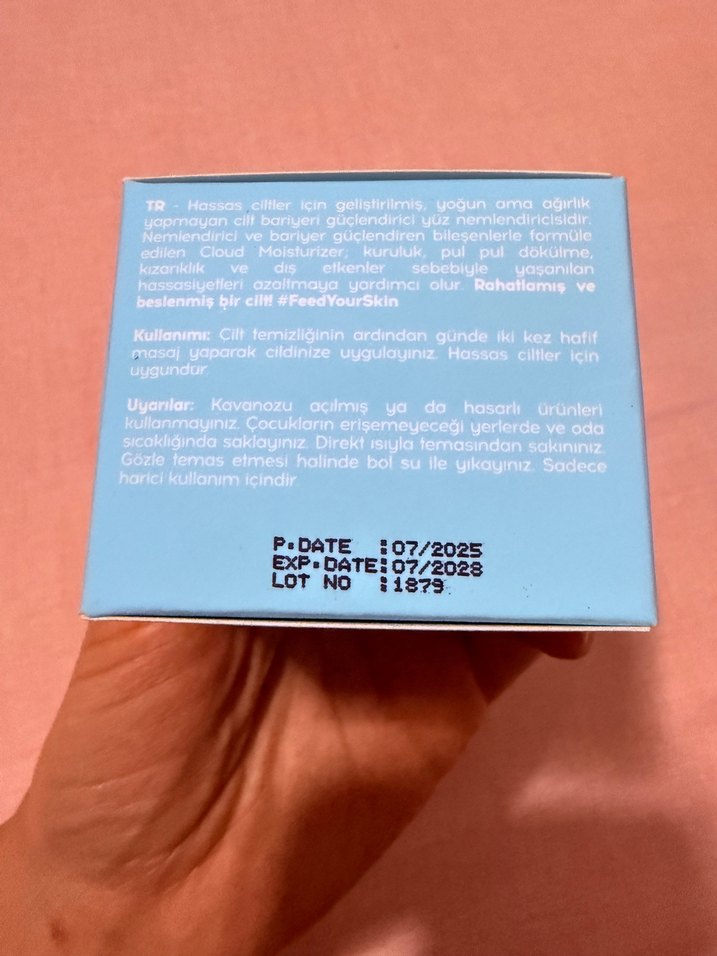 TR - Hassas ciltler için geliştirilmiş, yoğun ama ağırlık
yapmayan cilt bariyeri güçlendirici yüz nemlendiricisidir.
Nemlendirici ve bariyer güçlendiren bileşenlerle formüle
edilen Cloud Moisturizer; kuruluk, pul pul dökülme,
kızarıklık ve dış etkenler sebebiyle yaşanılan
hassasiyetleri azaltmaya yardımcı olur. Rahatlamış ve
beslenmiş bir cilt! #FeedYourSkin
Kullanımı: Cilt temizliğinin ardından günde iki kez hafif
masaj yaparak cildinize uygulayınız. Hassas ciltler için
uygundur.
Uyarılar: Kavanozu açılmış ya da hasarlı ürünleri
kullanmayınız. Çocukların erişemeyeceği yerlerde ve oda
sıcaklığında saklayınız. Direkt ısıyla temasından sakınınız.
Gözle temas etmesi halinde bol su ile yıkayınız. Sadece
harici kullanım içindir.
P.DATE :07/2025
EXP.DATE:07/2028
LOT NO :1879